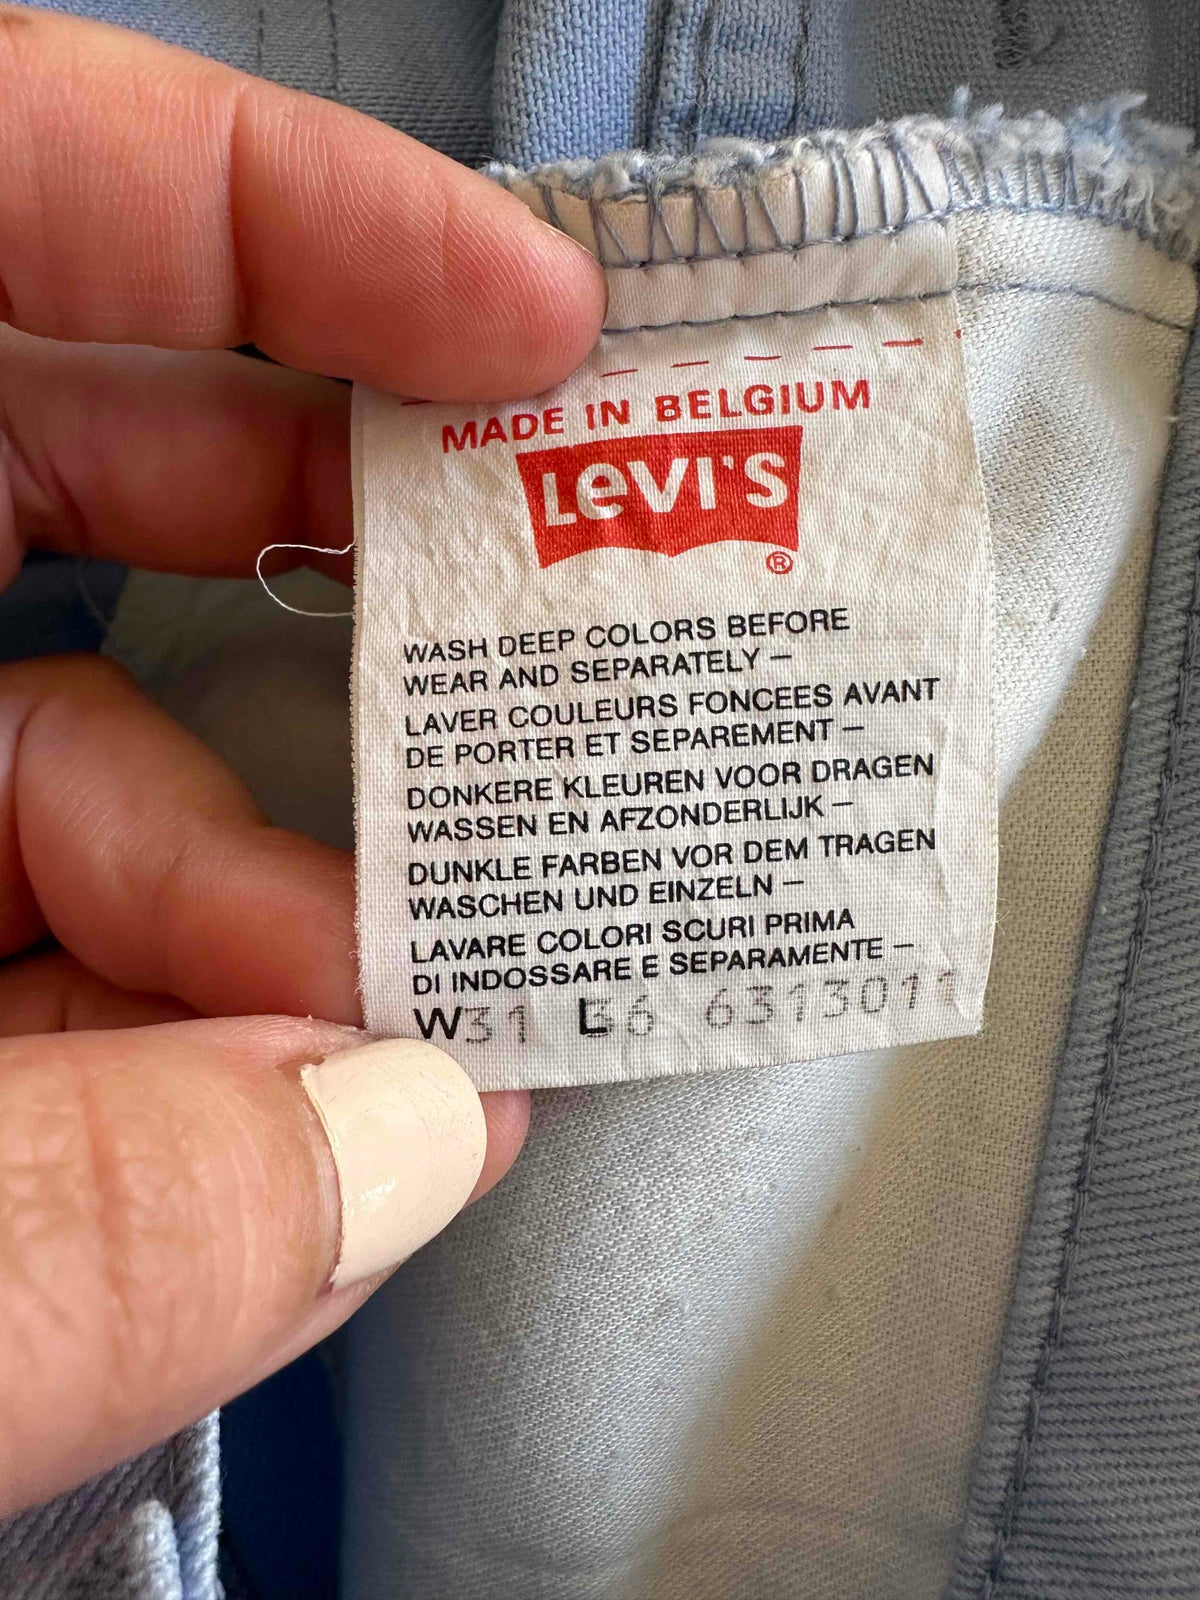 MADE IN BELGIUM
LEVI'S
®
WASH DEEP COLORS BEFORE
WEAR AND SEPARATELY –
LAVER COULEURS FONCEES AVANT
DE PORTER ET SEPAREMENT –
DONKERE KLEUREN VOOR DRAGEN
WASSEN EN AFZONDERLIJK –
DUNKLE FARBEN VOR DEM TRAGEN
WASCHEN UND EINZELN –
LAVARE COLORI SCURI PRIMA
DI INDOSSARE E SEPARAMENTE –
W31 L36 6313011